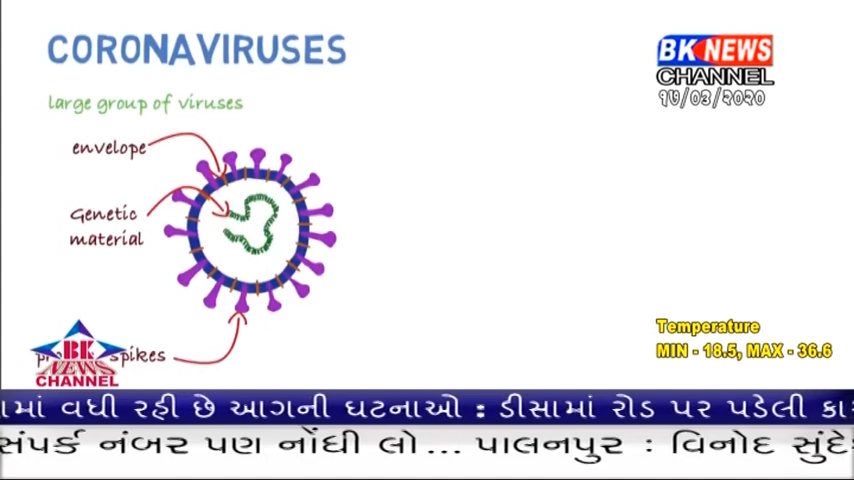 CORONAVIRUSES
BK NEWS
CHANNEL
૧૭/૦૩/૨૦૨૦
large group of viruses
envelope
Genetic
material
Temperature
MIN - 18.5, MAX - 36.6
spikes
BK
NEWS
CHANNEL
વધી રહી છે આગની ઘટનાઓ : ડીસામાં રોડ પર પડેલી
સંપર્ક નંબર પણ નોંધી લો... પાલનપુર : વિનોદ